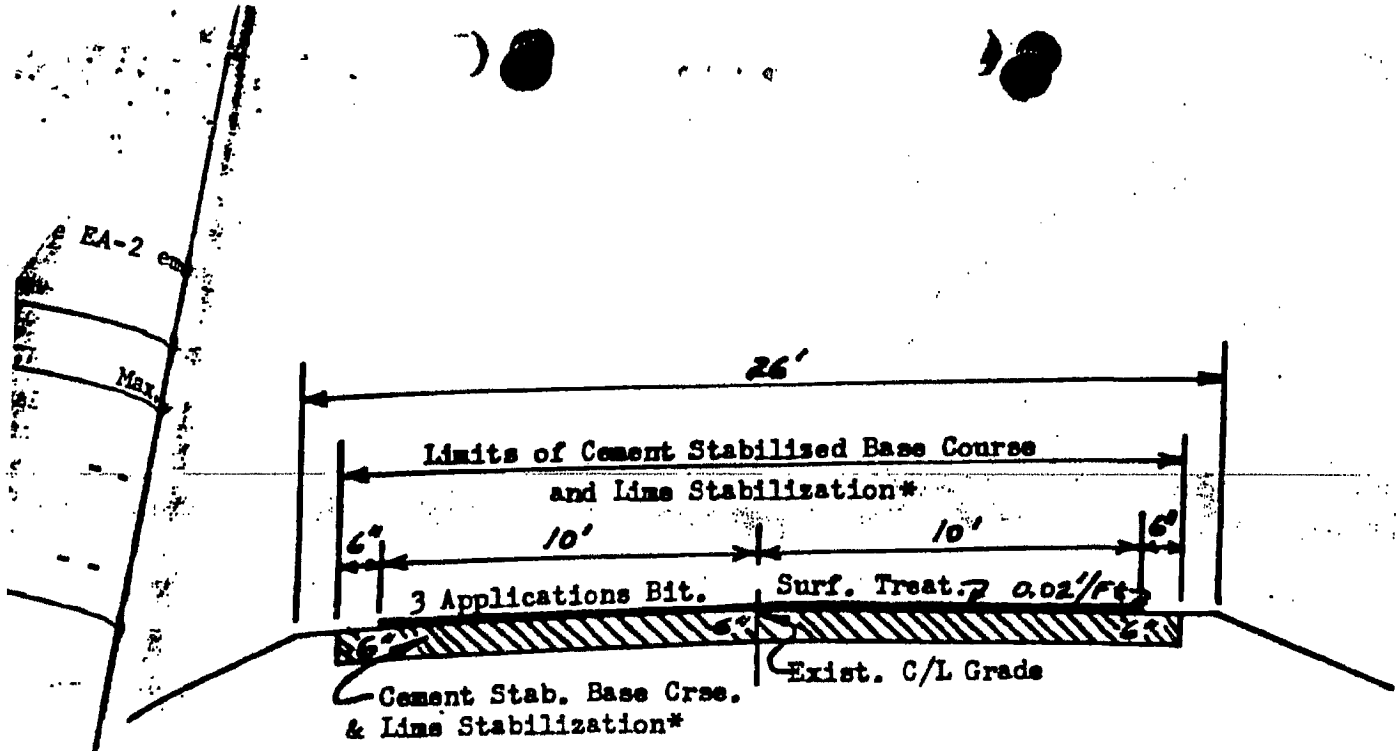 EA-2
Max.
26'
Limits of Cement Stabilized Base Course
and Lime Stabilization*
6" 10' 10' 6"
3 Applications Bit. Surf. Treat. 0.02'/Ft
6" 6" 6"
Exist. C/L Grade
Cement Stab. Base Crse.
& Lime Stabilization*